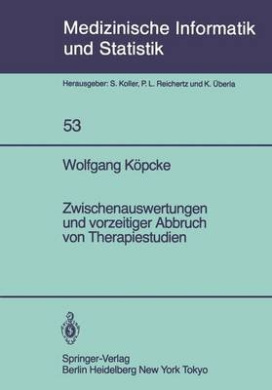 Medizinische Informatik
und Statistik
Herausgeber: S. Koller, P. L. Reichertz und K. Überla
53
Wolfgang Köpcke
Zwischenauswertungen
und vorzeitiger Abbruch
von Therapiestudien
Springer-Verlag
Berlin Heidelberg New York Tokyo